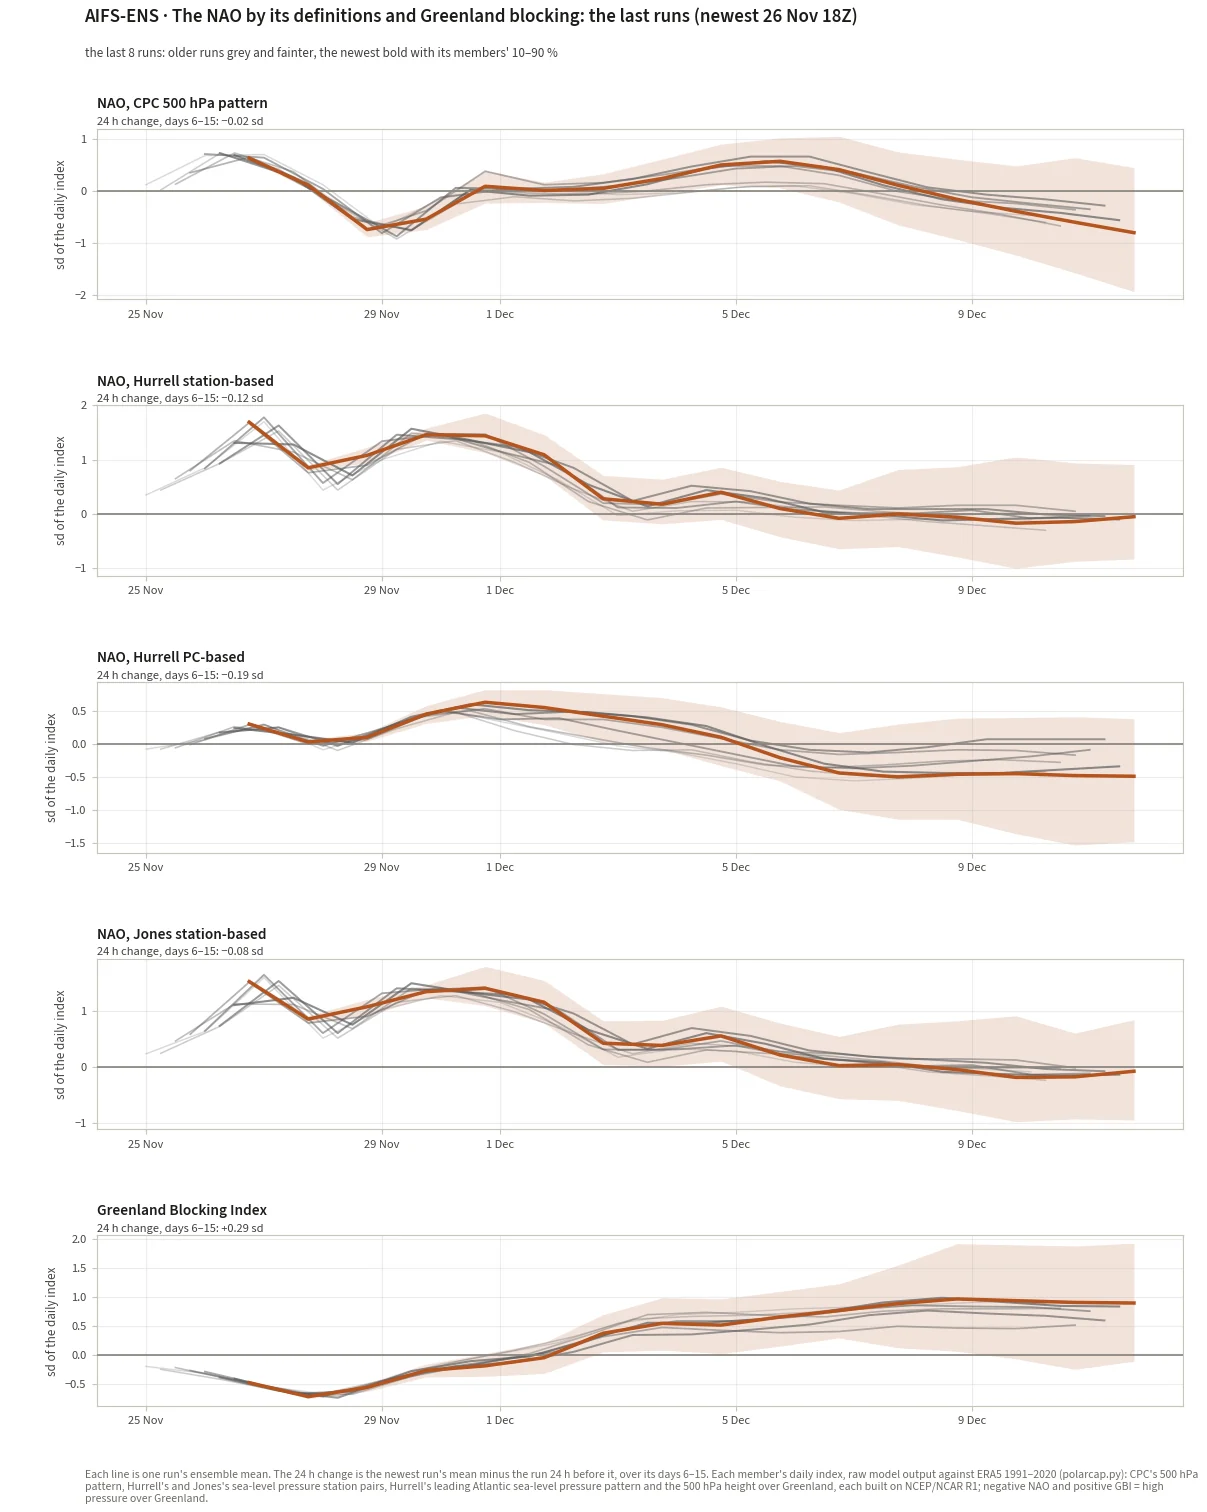 AIFS-ENS · The NAO by its definitions and Greenland blocking: the last runs (newest 26 Nov 18Z)
the last 8 runs: older runs grey and fainter, the newest bold with its members' 10–90 %
NAO, CPC 500 hPa pattern
24 h change, days 6–15: −0.02 sd
sd of the daily index
1
0
−1
−2
25 Nov
29 Nov
1 Dec
5 Dec
9 Dec
NAO, Hurrell station-based
24 h change, days 6–15: −0.12 sd
sd of the daily index
2
1
0
−1
25 Nov
29 Nov
1 Dec
5 Dec
9 Dec
NAO, Hurrell PC-based
24 h change, days 6–15: −0.19 sd
sd of the daily index
0.5
0.0
−0.5
−1.0
−1.5
25 Nov
29 Nov
1 Dec
5 Dec
9 Dec
NAO, Jones station-based
24 h change, days 6–15: −0.08 sd
sd of the daily index
1
0
−1
25 Nov
29 Nov
1 Dec
5 Dec
9 Dec
Greenland Blocking Index
24 h change, days 6–15: +0.29 sd
sd of the daily index
2.0
1.5
1.0
0.5
0.0
−0.5
25 Nov
29 Nov
1 Dec
5 Dec
9 Dec
Each line is one run's ensemble mean. The 24 h change is the newest run's mean minus the run 24 h before it, over its days 6–15. Each member's daily index, raw model output against ERA5 1991–2020 (polarcap.py): CPC's 500 hPa
pattern, Hurrell's and Jones's sea-level pressure station pairs, Hurrell's leading Atlantic sea-level pressure pattern and the 500 hPa height over Greenland, each built on NCEP/NCAR R1; negative NAO and positive GBI = high
pressure over Greenland.